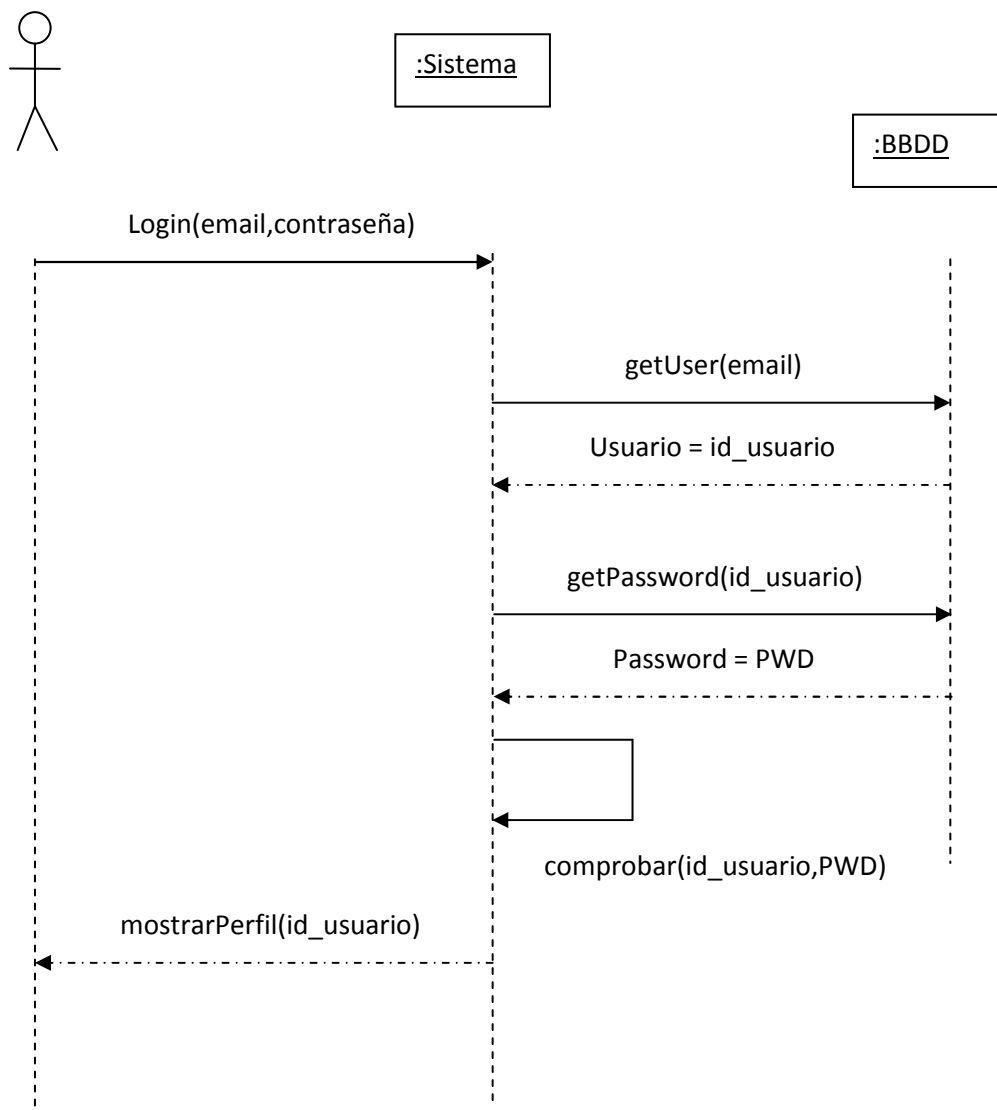 :Sistema
:BBDD
Login(email,contraseña)
getUser(email)
Usuario = id_usuario
getPassword(id_usuario)
Password = PWD
comprobar(id_usuario,PWD)
mostrarPerfil(id_usuario)